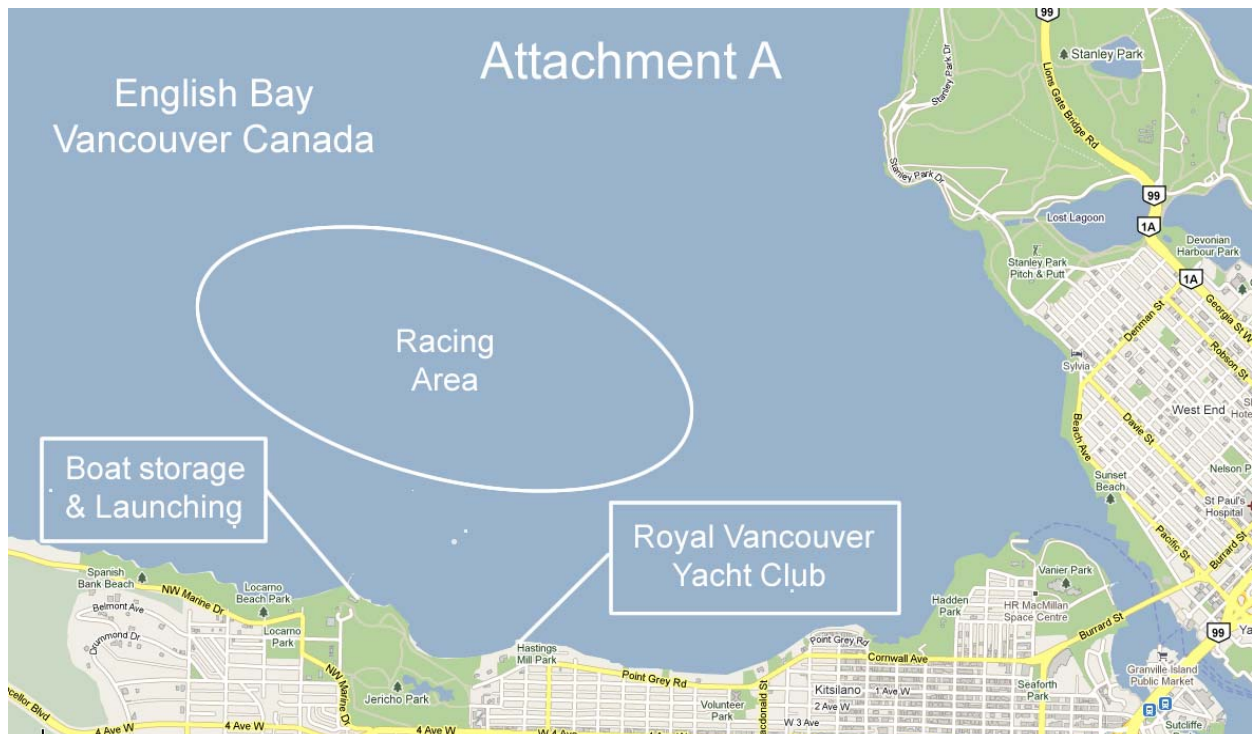 Attachment A
English Bay
Vancouver Canada
Racing
Area
Boat storage
& Launching
Royal Vancouver
Yacht Club
99
Stanley Park
Stanley Park Dr
Lions Gate Bridge Rd
Stanley Park Dr
99
Lost Lagoon
1A
Devonian
Harbour Park
Stanley Park
Pitch & Putt
1A
Georgia St W
Denman St
Robson St
Sylvia
West End
Beach Ave
Davie St
Nelson
Sunset
Beach
St Paul's
Hospital
Pacific St
Burrard St
Burrard St
Vanier Park
Hadden
Park
HR MacMillan
Space Centre
99
Spanish
Bank Beach
NW Marine Dr
Locarno
Beach Park
Belmont Ave
Drummond Dr
Locarno
Park
NW Marine Dr
Jericho Park
Hastings
Mill Park
Point Grey Rd
Point Grey Rd
Cornwall Ave
Granville Island
Public Market
Seaforth
Park
Kitsilano
1 Ave W
2 Ave W
Volunteer
Park
W 3 Ave
4 Ave W
4 Ave W
W 4 Ave
4 Ave W
Sutcliffe